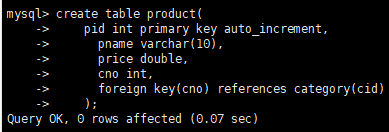 mysql> create table product(
    ->     pid int primary key auto_increment,
    ->       pname varchar(10),
    ->       price double,
    ->       cno int,
    ->       foreign key(cno) references category(cid)
    ->     );
Query OK, 0 rows affected (0.07 sec)